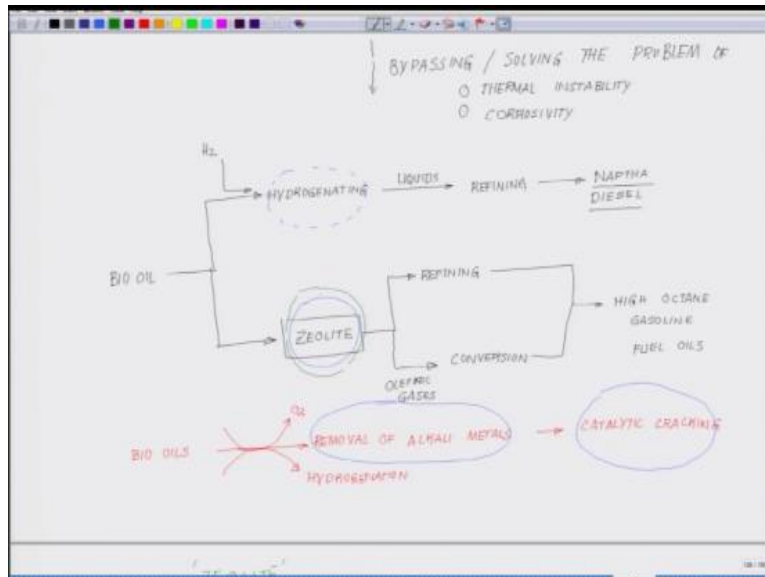 BYPASSING / SOLVING THE PROBLEM OF
THERMAL INSTABILITY
CORROSIVITY
H2
HYDROGENATING
LIQUIDS
REFINING
NAPTHA
DIESEL
BIO OIL
ZEOLITE
REFINING
OLEFINIC
GASES
CONVERSION
HIGH OCTANE
GASOLINE
FUEL OILS
BIO OILS
REMOVAL OF ALKALI METALS
CATALYTIC CRACKING
HYDROGENATION